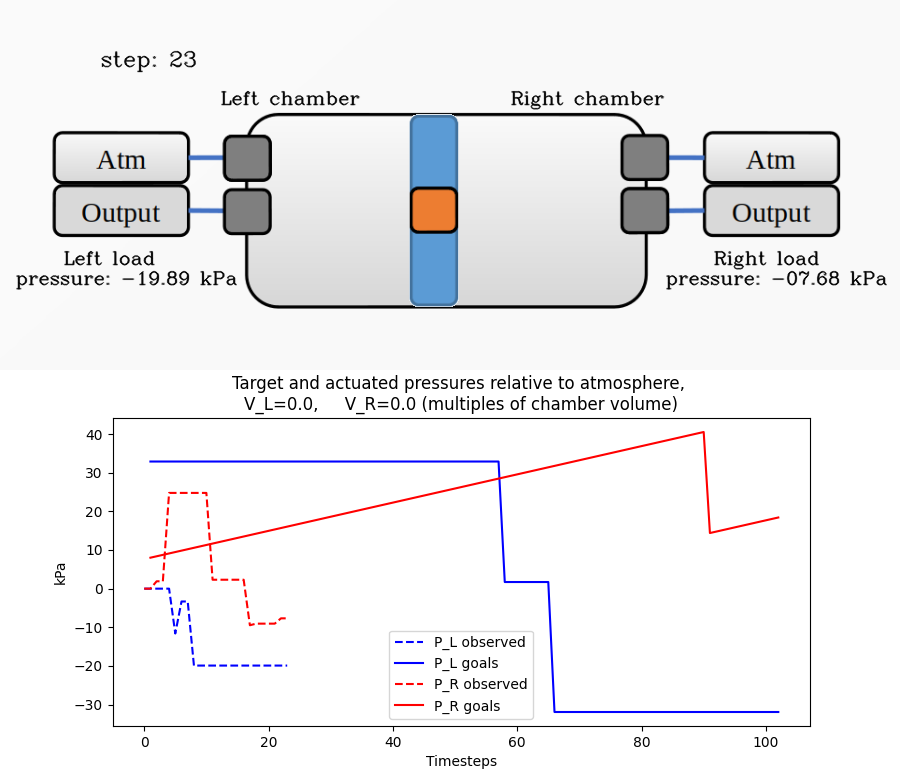 step: 23
Left chamber
Right chamber
Atm
Atm
Output
Output
Left load
pressure: -19.89 kPa
Right load
pressure: -07.68 kPa
Target and actuated pressures relative to atmosphere,
V_L=0.0,     V_R=0.0 (multiples of chamber volume)
40
30
20
10
0
−10
−20
−30
kPa
P_L observed
P_L goals
P_R observed
P_R goals
0
20
40
60
80
100
Timesteps